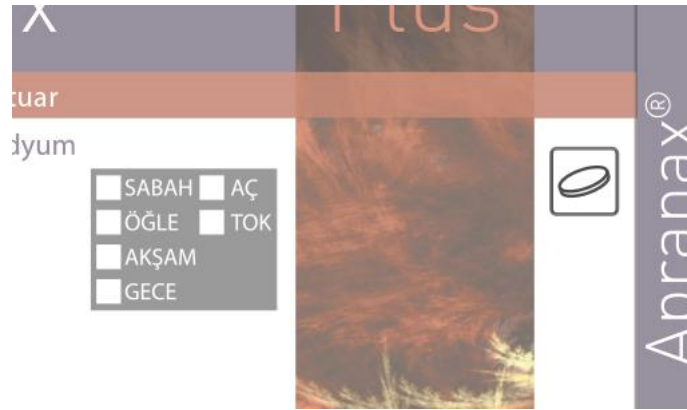 x Plus
tuar
dyum
SABAH AÇ
ÖĞLE TOK
AKŞAM
GECE
Apranax®